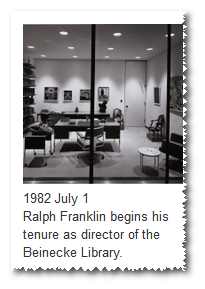 1982 July 1
Ralph Franklin begins his
tenure as director of the
Beinecke Library.